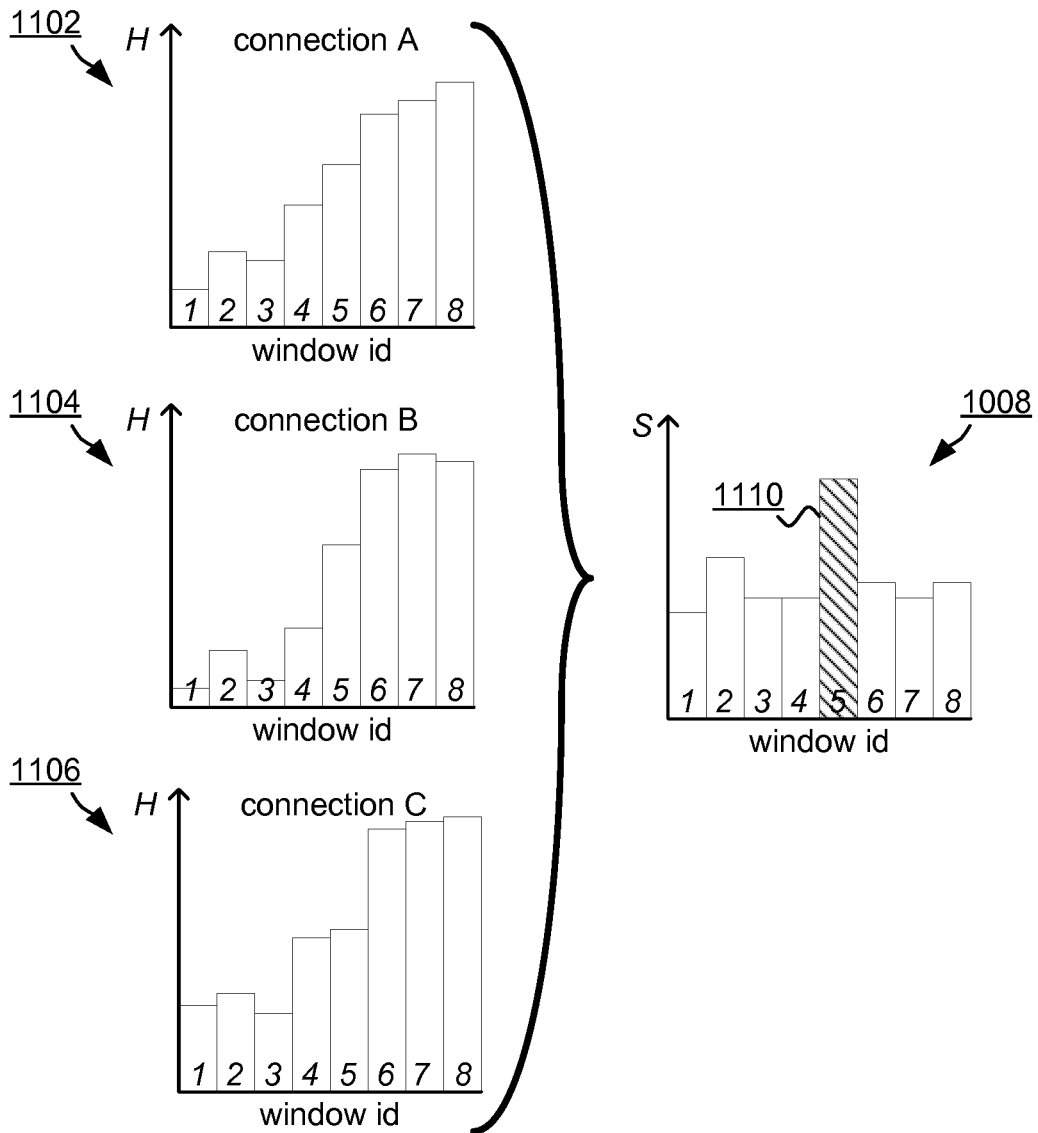 1102
H
connection A
1 2 3 4 5 6 7 8
window id
1104
H
connection B
1 2 3 4 5 6 7 8
window id
1106
H
connection C
1 2 3 4 5 6 7 8
window id
S
1008
1110
1 2 3 4 5 6 7 8
window id